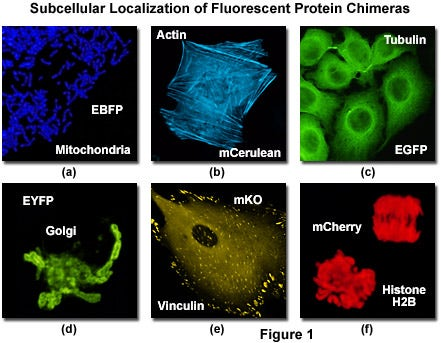 Subcellular Localization of Fluorescent Protein Chimeras
EBFP
Mitochondria
(a)
Actin
mCerulean
(b)
Tubulin
EGFP
(c)
EYFP
Golgi
(d)
mKO
Vinculin
(e)
mCherry
Histone
H2B
(f)
Figure 1